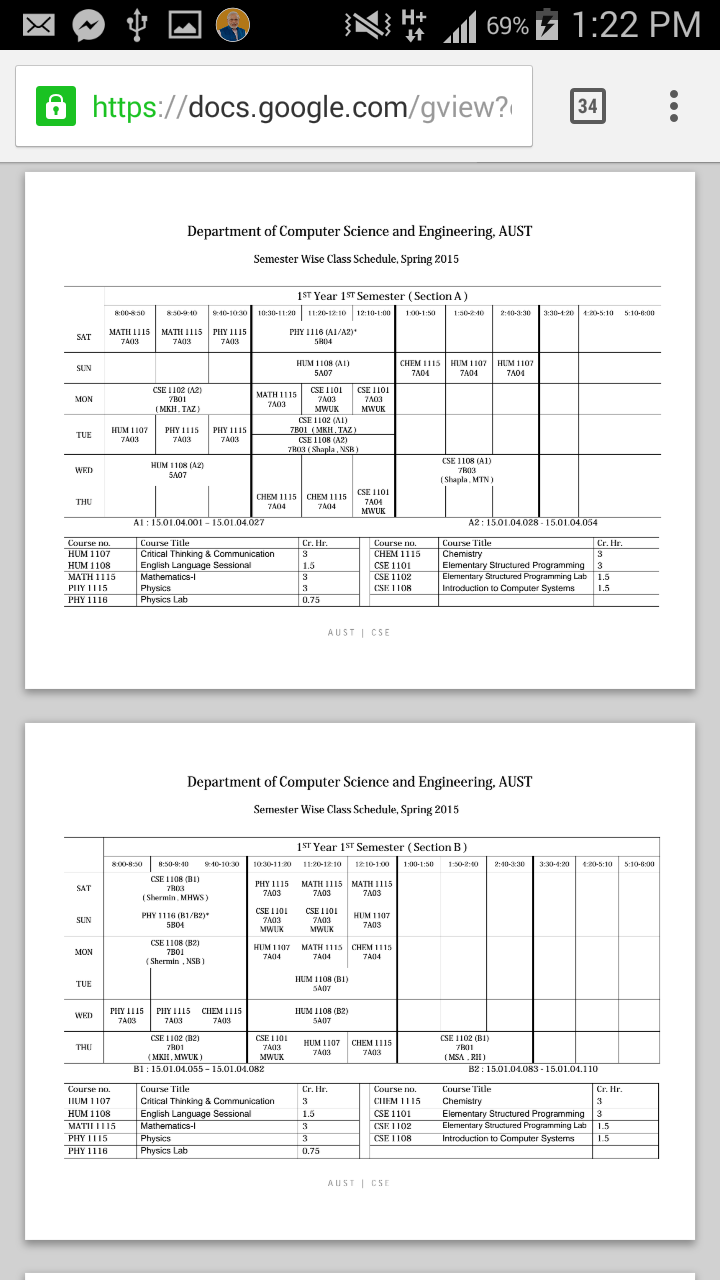 69% 1:22 PM
H+
https://docs.google.com/gview?
34
Department of Computer Science and Engineering, AUST
Semester Wise Class Schedule, Spring 2015
1ST Year 1ST Semester ( Section A )
8:00-8:50 8:50-9:40 9:40-10:30 10:30-11:20 11:20-12:10 12:10-1:00 1:00-1:50 1:50-2:40 2:40-3:30 3:30-4:20 4:20-5:10 5:10-6:00
SAT MATH 1115 MATH 1115 PHY 1115 PHY 1116 (A1/A2)*
7A03 7A03 7A03 5B04
SUN HUM 1108 (A1) CHEM 1115 HUM 1107 HUM 1107
5A07 7A04 7A04 7A04
MON CSE 1102 (A2) MATH 1115 CSE 1101 CSE 1101
7B01 7A03 7A03 7A03
( MKH , TAZ ) MWUK MWUK
TUE HUM 1107 PHY 1115 PHY 1115 CSE 1102 (A1)
7A03 7A03 7A03 7B01 ( MKH , TAZ )
CSE 1108 (A2)
7B03 ( Shapla , NSB )
WED HUM 1108 (A2) CSE 1108 (A1)
5A07 7B03
( Shapla , MTN )
THU CHEM 1115 CHEM 1115 CSE 1101
7A04 7A04 7A04
MWUK
A1 : 15.01.04.001 – 15.01.04.027 A2 : 15.01.04.028 - 15.01.04.054
Course no. Course Title Cr. Hr. Course no. Course Title Cr. Hr.
HUM 1107 Critical Thinking & Communication 3 CHEM 1115 Chemistry 3
HUM 1108 English Language Sessional 1.5 CSE 1101 Elementary Structured Programming 3
MATH 1115 Mathematics-I 3 CSE 1102 Elementary Structured Programming Lab 1.5
PHY 1115 Physics 3 CSE 1108 Introduction to Computer Systems 1.5
PHY 1116 Physics Lab 0.75
AUST | CSE
Department of Computer Science and Engineering, AUST
Semester Wise Class Schedule, Spring 2015
1ST Year 1ST Semester ( Section B )
8:00-8:50 8:50-9:40 9:40-10:30 10:30-11:20 11:20-12:10 12:10-1:00 1:00-1:50 1:50-2:40 2:40-3:30 3:30-4:20 4:20-5:10 5:10-6:00
SAT CSE 1108 (B1) PHY 1115 MATH 1115 MATH 1115
7B03 7A03 7A03 7A03
( Shermin , MHWS )
SUN PHY 1116 (B1/B2)* CSE 1101 CSE 1101 HUM 1107
5B04 7A03 7A03 7A03
MWUK MWUK
MON CSE 1108 (B2) HUM 1107 MATH 1115 CHEM 1115
7B01 7A04 7A04 7A04
( Shermin , NSB )
TUE HUM 1108 (B1)
5A07
WED PHY 1115 PHY 1115 CHEM 1115 HUM 1108 (B2)
7A03 7A03 7A03 5A07
THU CSE 1102 (B2) CSE 1101 HUM 1107 CHEM 1115 CSE 1102 (B1)
7B01 7A03 7A03 7A03 7B01
( MKH , MWUK ) MWUK ( MSA , RH )
B1 : 15.01.04.055 – 15.01.04.082 B2 : 15.01.04.083 - 15.01.04.110
Course no. Course Title Cr. Hr. Course no. Course Title Cr. Hr.
HUM 1107 Critical Thinking & Communication 3 CHEM 1115 Chemistry 3
HUM 1108 English Language Sessional 1.5 CSE 1101 Elementary Structured Programming 3
MATH 1115 Mathematics-I 3 CSE 1102 Elementary Structured Programming Lab 1.5
PHY 1115 Physics 3 CSE 1108 Introduction to Computer Systems 1.5
PHY 1116 Physics Lab 0.75
AUST | CSE